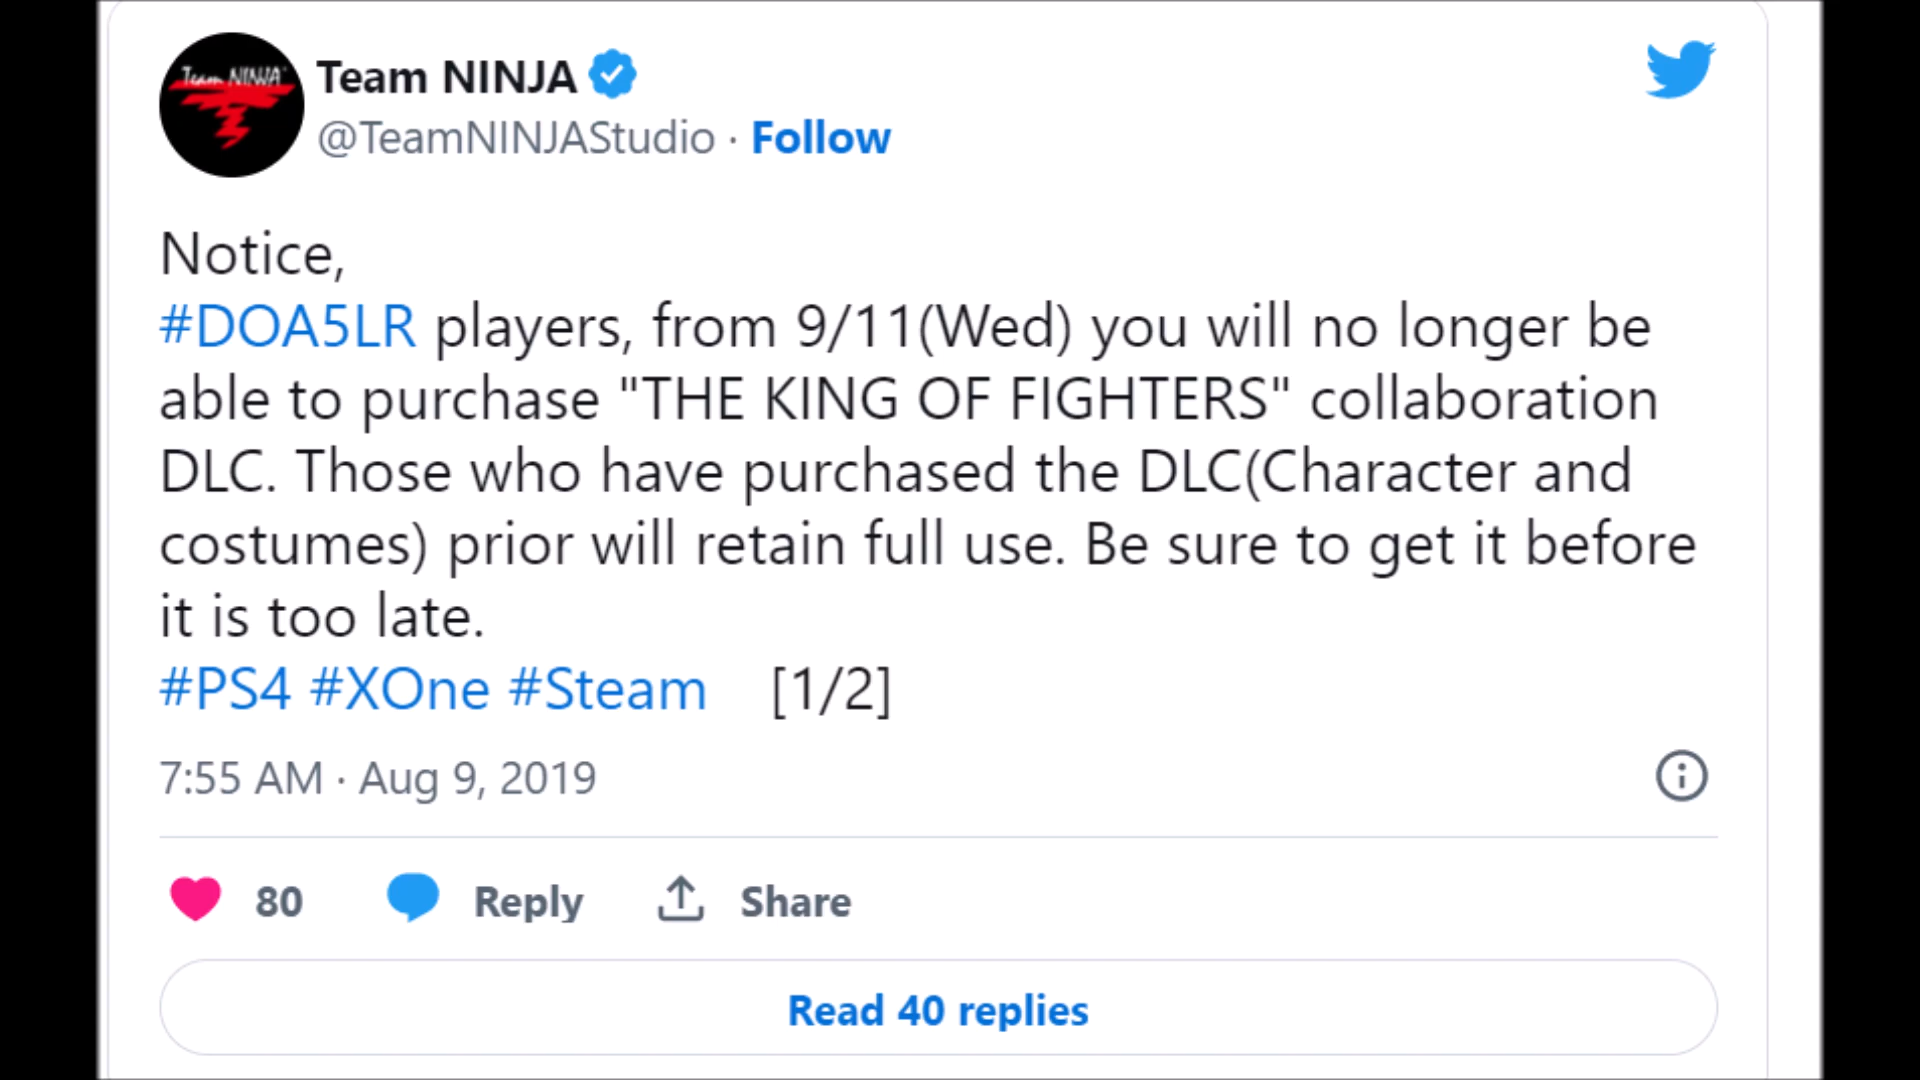 Team NINJA
Team NINJA
@TeamNINJAStudio · Follow
Notice,
#DOA5LR players, from 9/11(Wed) you will no longer be
able to purchase "THE KING OF FIGHTERS" collaboration
DLC. Those who have purchased the DLC(Character and
costumes) prior will retain full use. Be sure to get it before
it is too late.
#PS4 #XOne #Steam [1/2]
7:55 AM · Aug 9, 2019
80 Reply Share
Read 40 replies